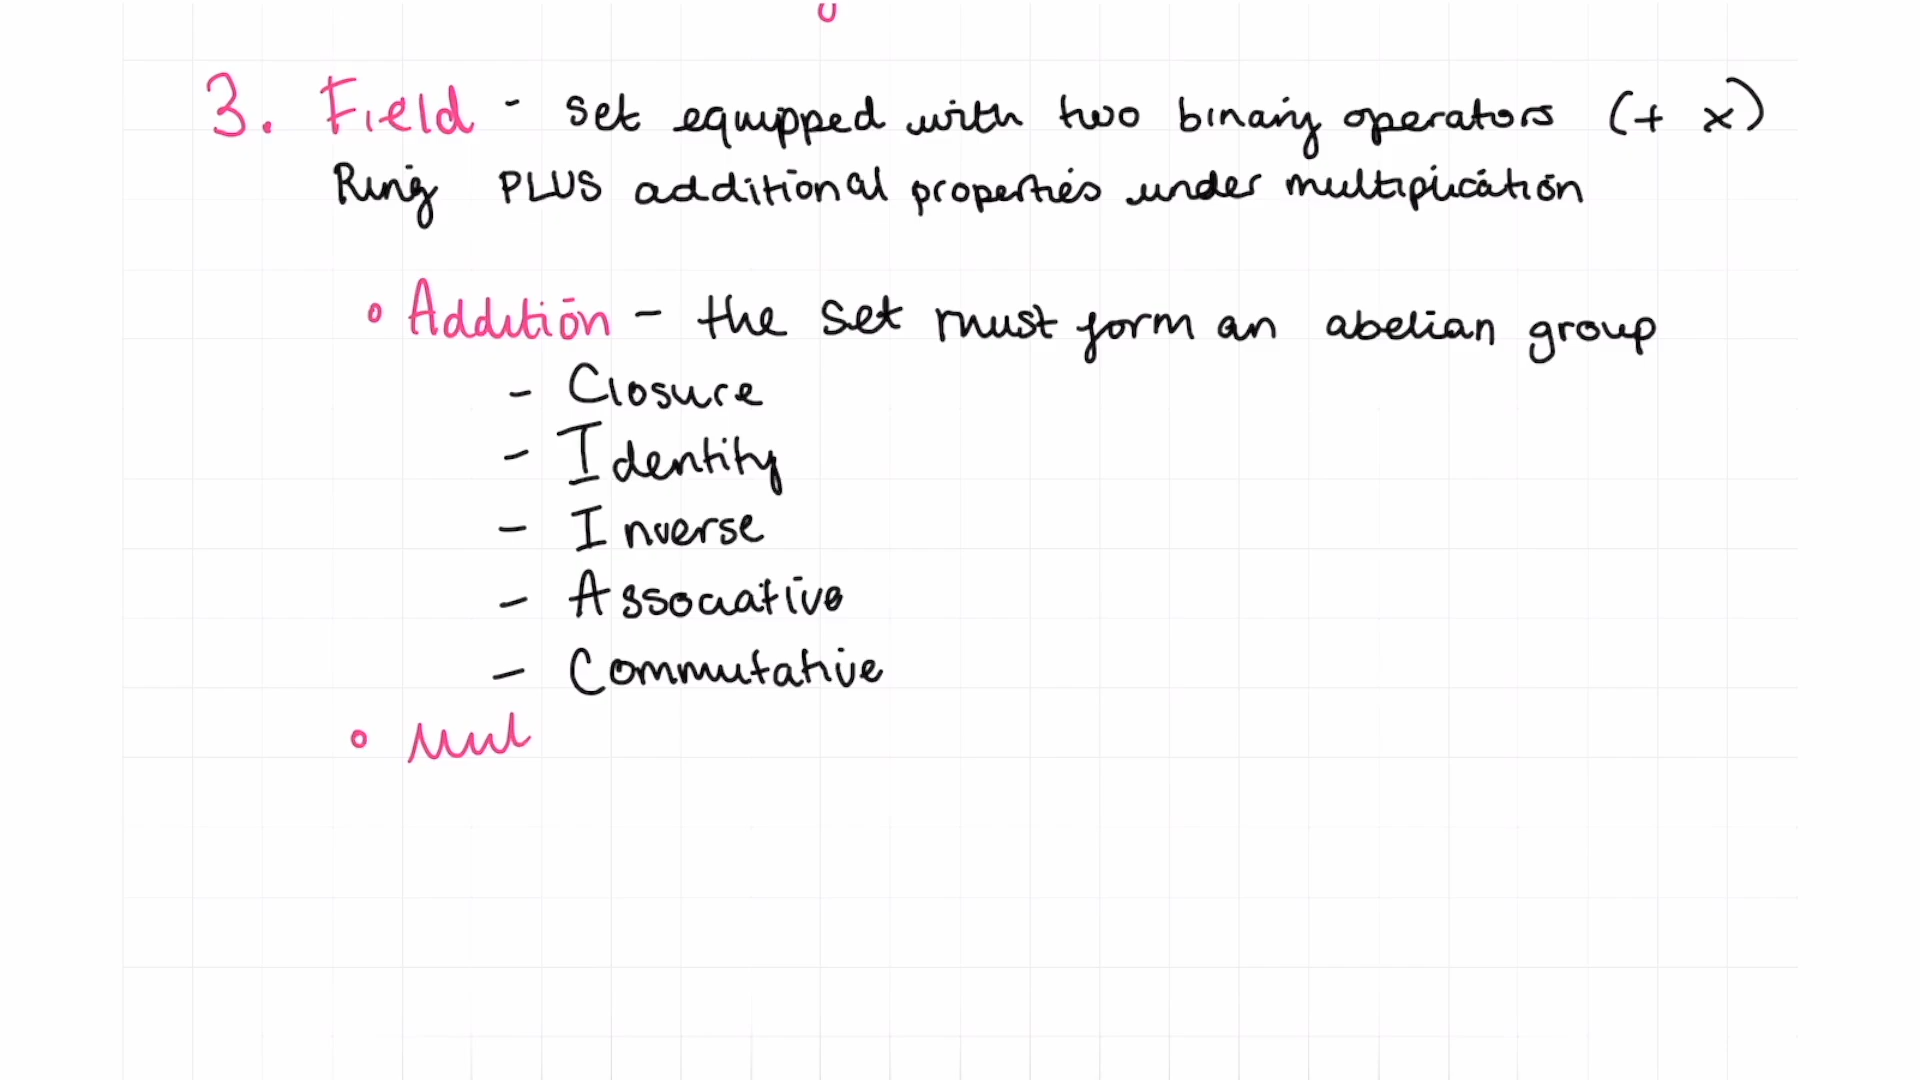 3. Field - set equipped with two binary operators (+ x)
Ring PLUS additional properties under multiplication
• Addition - the set must form an abelian group
- Closure
- Identity
- Inverse
- Associative
- Commutative
• Mul